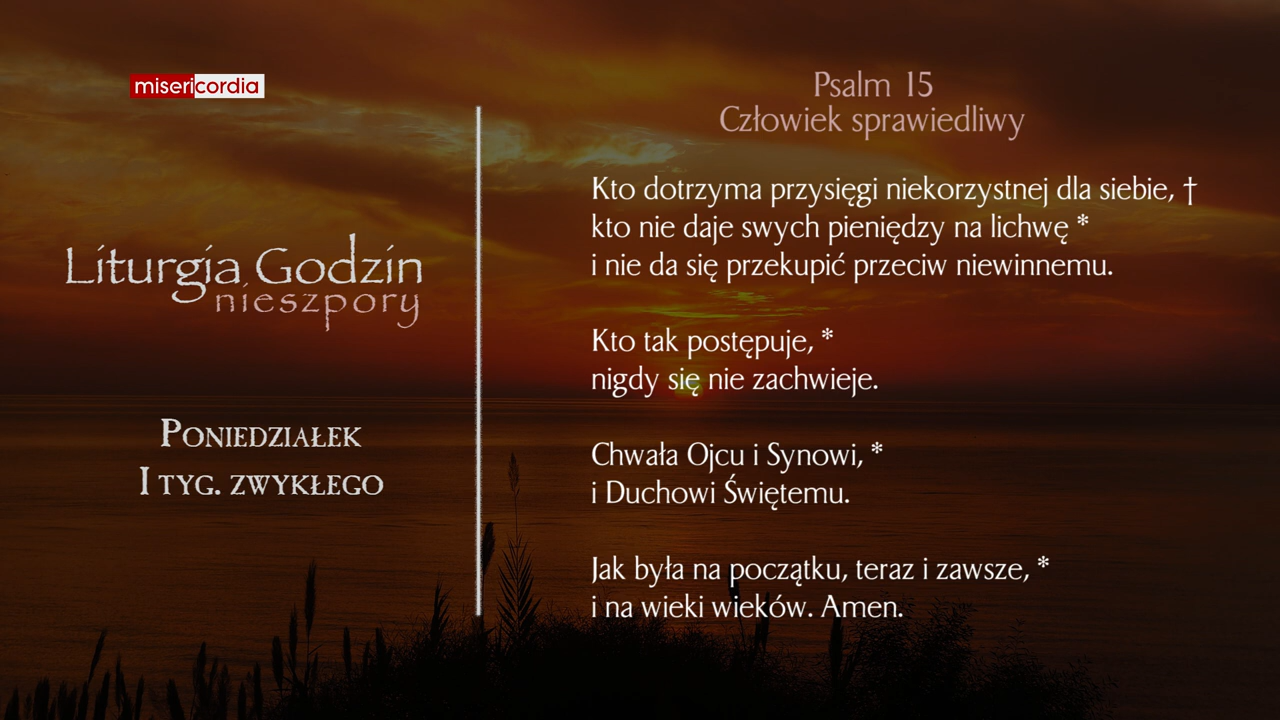 misericordia
Liturgia Godzin
nieszpory
Poniedziałek
I tyg. zwykłego
Psalm 15
Człowiek sprawiedliwy
Kto dotrzyma przysięgi niekorzystnej dla siebie, †
kto nie daje swych pieniędzy na lichwę *
i nie da się przekupić przeciw niewinnemu.
Kto tak postępuje, *
nigdy się nie zachwieje.
Chwała Ojcu i Synowi, *
i Duchowi Świętemu.
Jak była na początku, teraz i zawsze, *
i na wieki wieków. Amen.